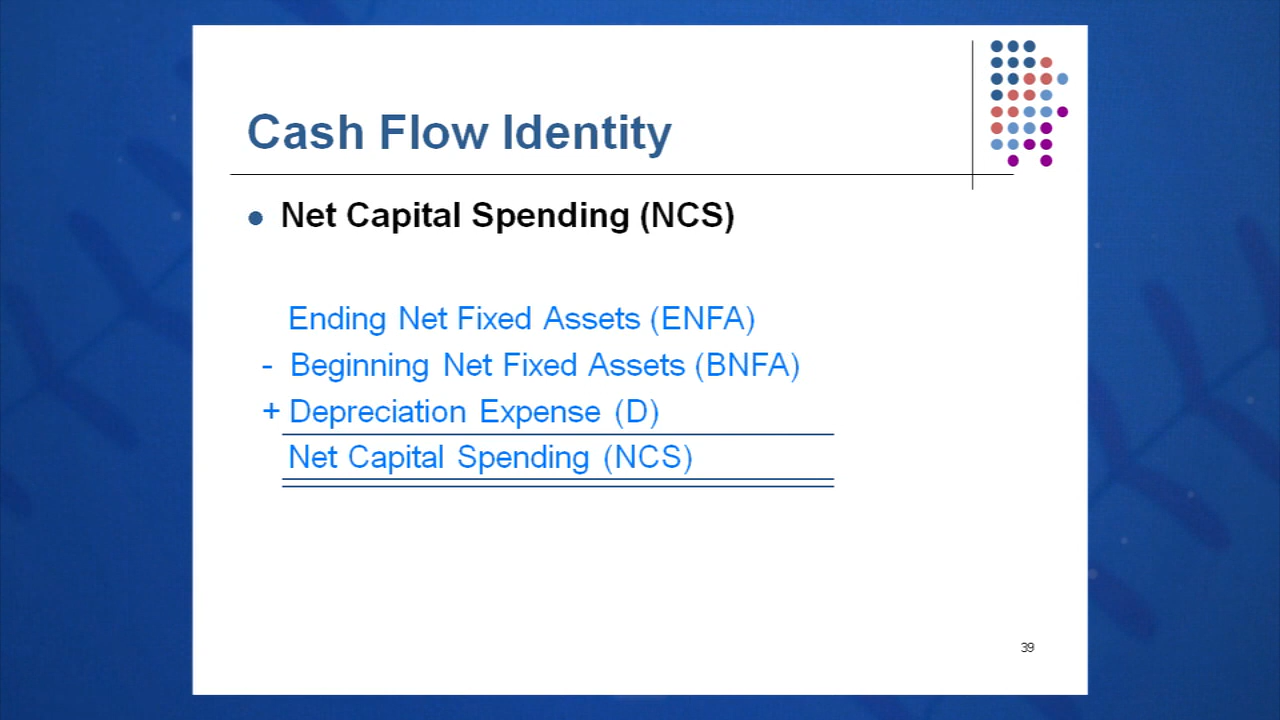 Cash Flow Identity
• Net Capital Spending (NCS)
Ending Net Fixed Assets (ENFA)
- Beginning Net Fixed Assets (BNFA)
+ Depreciation Expense (D)
Net Capital Spending (NCS)
39